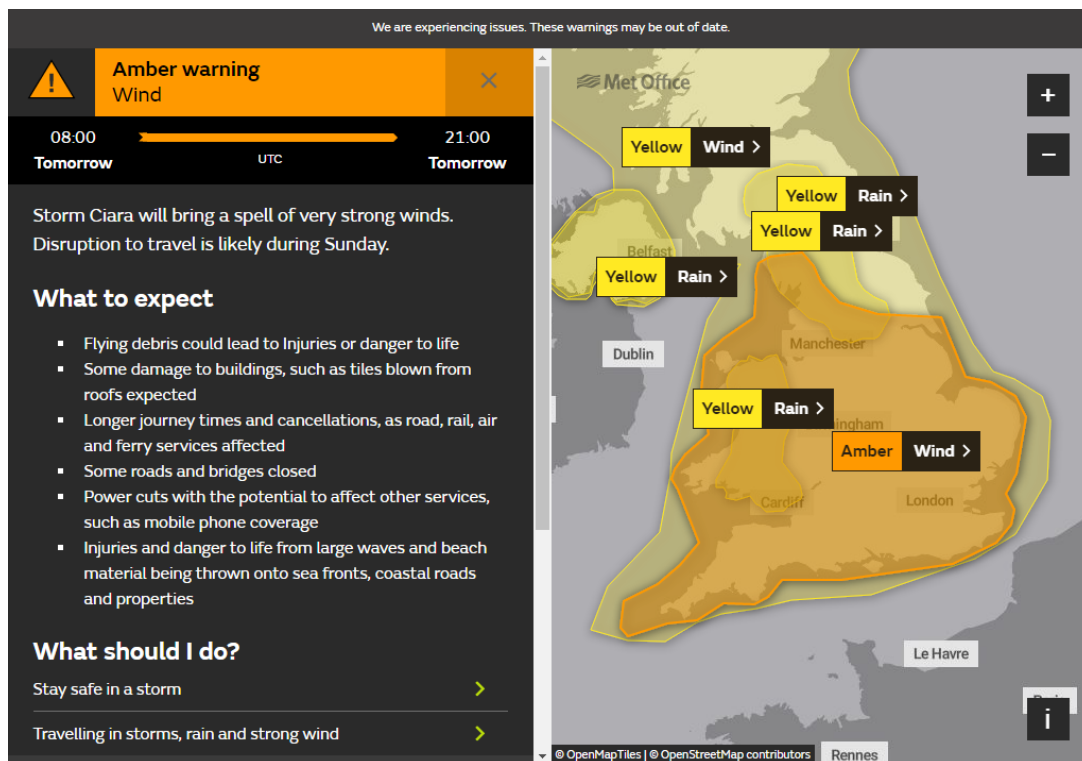 We are experiencing issues. These warnings may be out of date.
Amber warning
Wind
08:00
Tomorrow
UTC
21:00
Tomorrow
Storm Ciara will bring a spell of very strong winds.
Disruption to travel is likely during Sunday.
What to expect
Flying debris could lead to Injuries or danger to life
Some damage to buildings, such as tiles blown from
roofs expected
Longer journey times and cancellations, as road, rail, air
and ferry services affected
Some roads and bridges closed
Power cuts with the potential to affect other services,
such as mobile phone coverage
Injuries and danger to life from large waves and beach
material being thrown onto sea fronts, coastal roads
and properties
What should I do?
Stay safe in a storm
Travelling in storms, rain and strong wind
Met Office
Yellow Wind
Yellow Rain
Yellow Rain
Belfast
Yellow Rain
Dublin
Manchester
Yellow Rain
ingham
Amber Wind
Cardiff
London
Le Havre
Rennes
© OpenMapTiles | © OpenStreetMap contributors